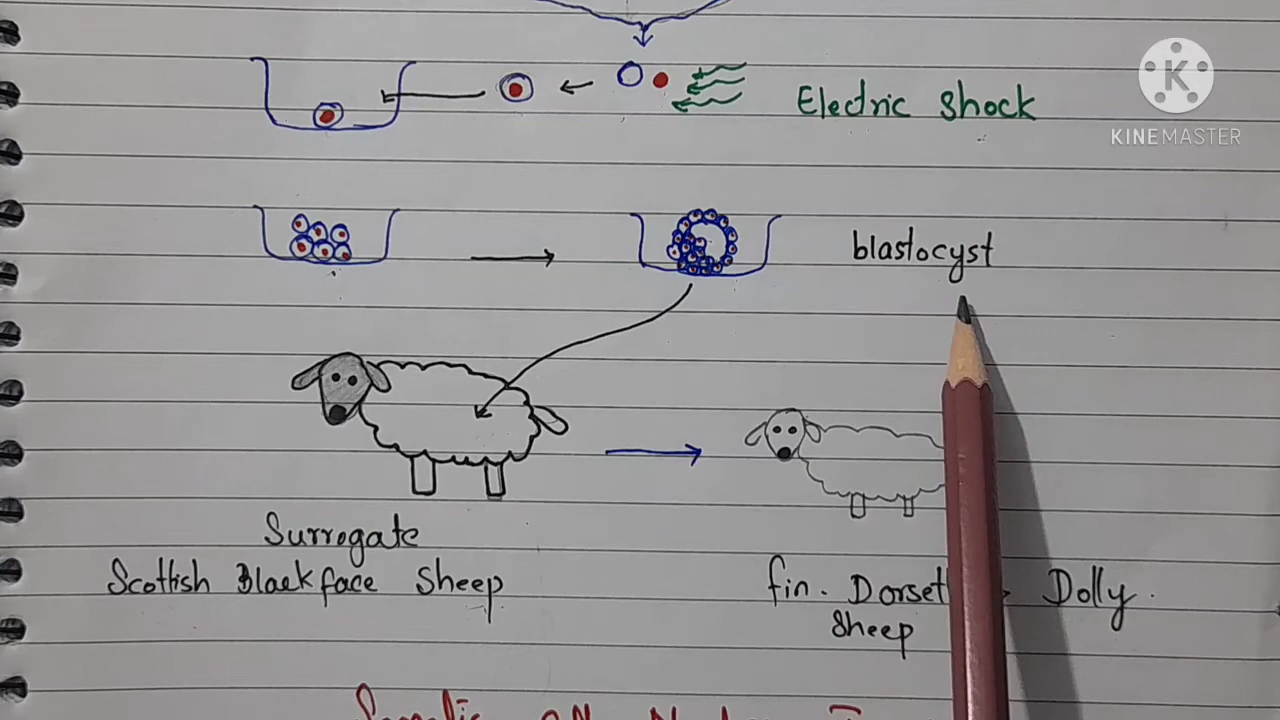 Electric Shock
KINEMASTER
blastocyst
Surrogate
Scottish Blackface Sheep
fin. Dorset
Sheep
Dolly.